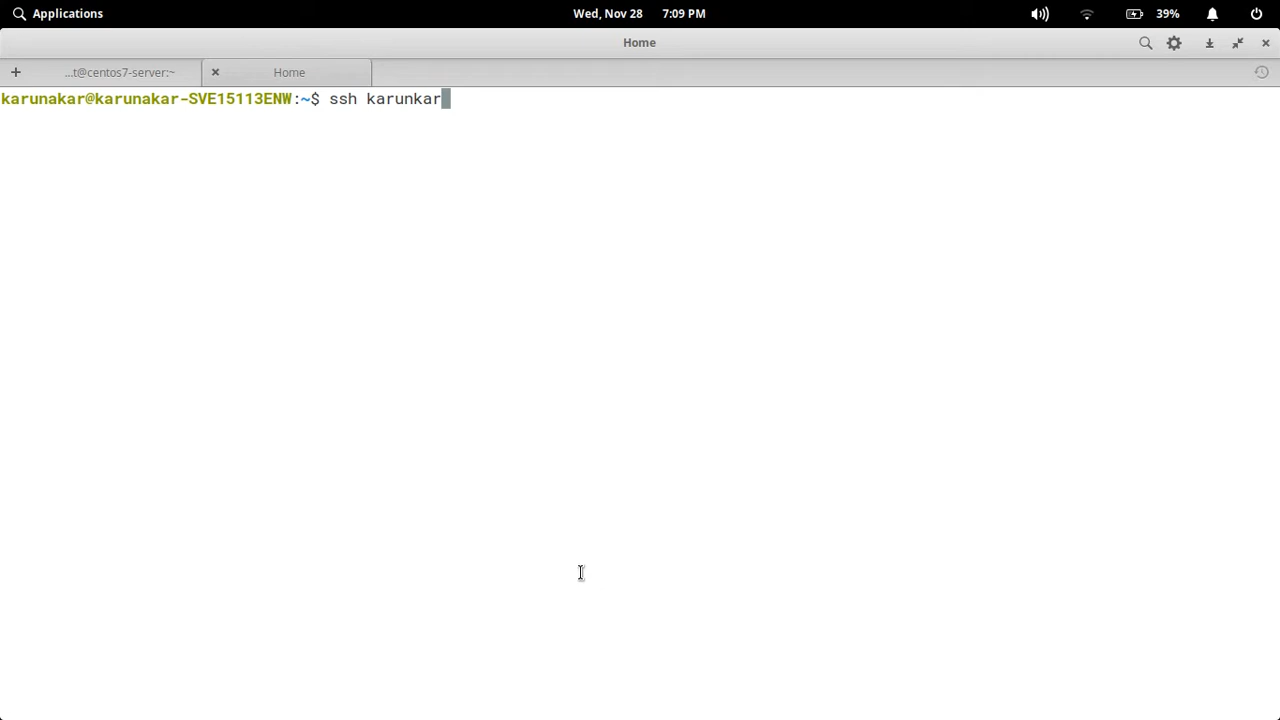 Applications
Wed, Nov 28 7:09 PM
39%
Home
...t@centos7-server:~
Home
karunakar@karunakar-SVE15113ENW:~$ ssh karunkar